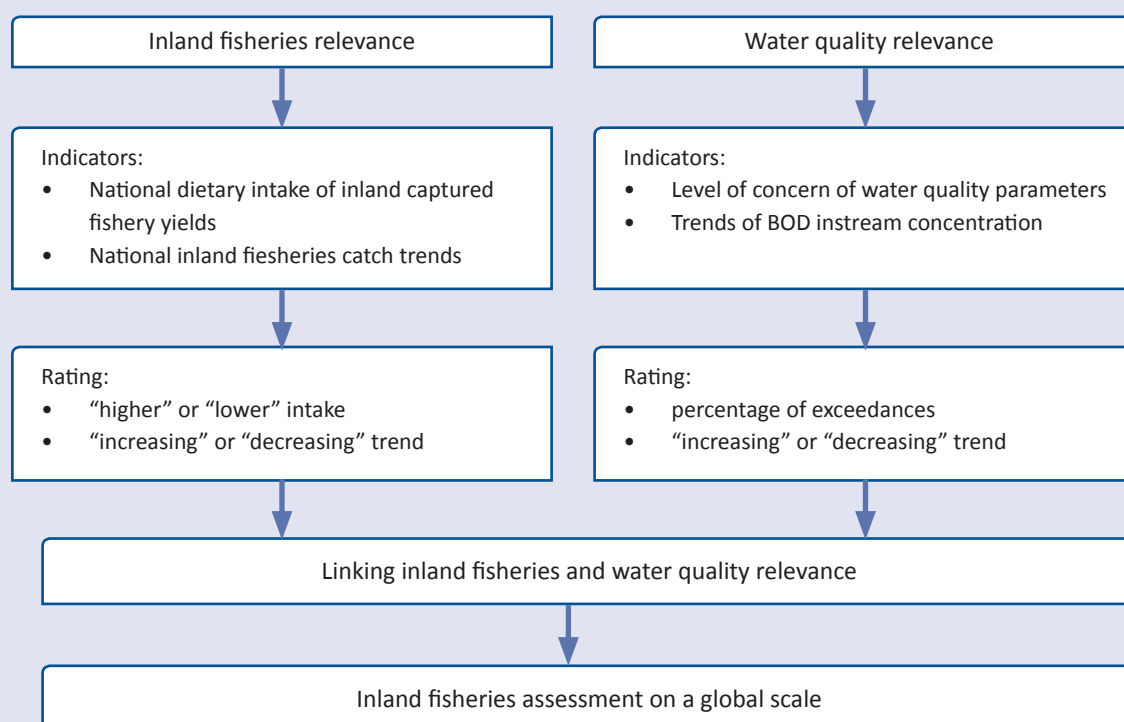 Inland fisheries relevance
Water quality relevance
Indicators:
• National dietary intake of inland captured
fishery yields
• National inland fiesheries catch trends
Indicators:
• Level of concern of water quality parameters
• Trends of BOD instream concentration
Rating:
• “higher” or “lower” intake
• “increasing” or “decreasing” trend
Rating:
• percentage of exceedances
• “increasing” or “decreasing” trend
Linking inland fisheries and water quality relevance
Inland fisheries assessment on a global scale